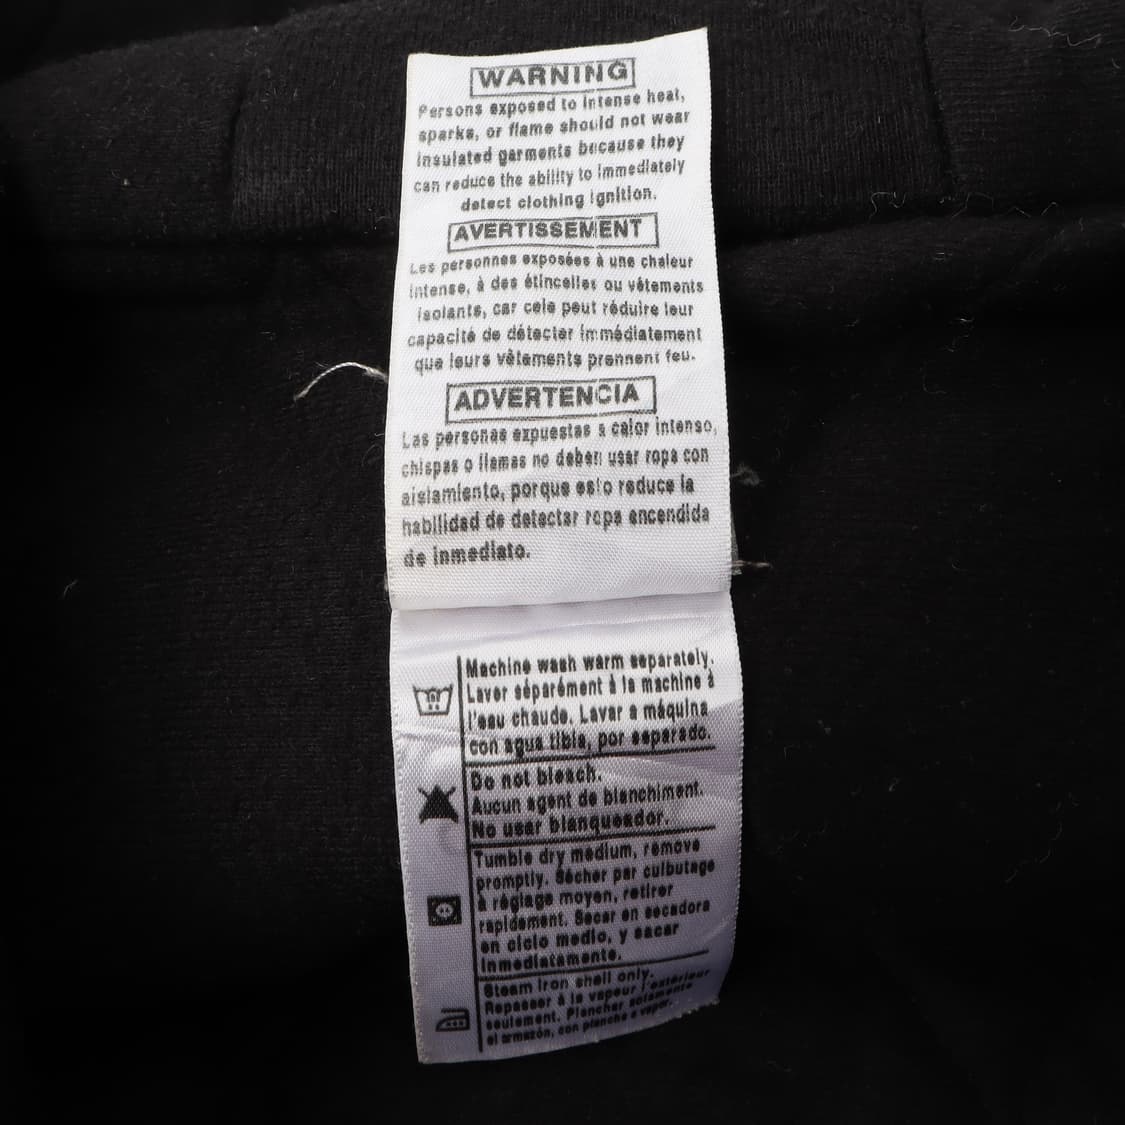 WARNING
Persons exposed to intense heat,
sparks, or flame should not wear
insulated garments because they
can reduce the ability to immediately
detect clothing ignition.
AVERTISSEMENT
Les personnes exposées à une chaleur
intense, à des étincelles ou vêtements
isolants, car cela peut réduire leur
capacité de détecter immédiatement
que leurs vêtements prennent feu.
ADVERTENCIA
Las personas expuestas a calor intenso,
chispas o llamas no deben usar ropa con
aislamiento, porque esto reduce la
habilidad de detectar ropa encendida
de inmediato.
Machine wash warm separately.
Laver séparément à la machine à
l'eau chaude. Lavar a máquina
con agua tibia, por separado.
Do not bleach.
Aucun agent de blanchiment.
No usar blanqueador.
Tumble dry medium, remove
promptly. Sécher par culbutage
à réglage moyen, retirer
rapidement. Secar en secadora
en ciclo medio, y sacar
inmediatamente.
Steam iron shell only.
Repasser à la vapeur l'extérieur
seulement. Planchar solamente
el armazón, con plancha a vapor.